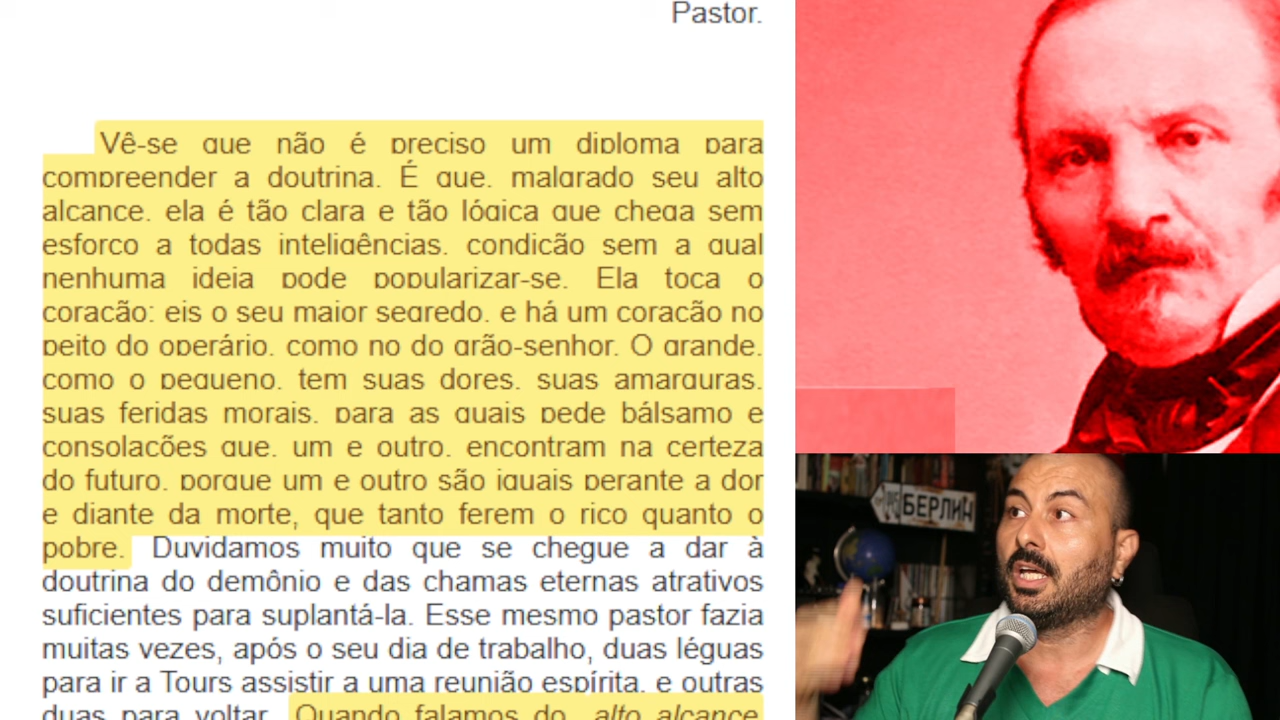 Pastor.
Vê-se que não é preciso um diploma para
compreender a doutrina. É que, malgrado seu alto
alcance, ela é tão clara e tão lógica que chega sem
esforço a todas inteligências, condição sem a qual
nenhuma ideia pode popularizar-se. Ela toca o
coração: eis o seu maior segredo, e há um coração no
peito do operário, como no do grão-senhor. O grande,
como o pequeno, tem suas dores, suas amarguras,
suas feridas morais, para as quais pede bálsamo e
consolações que, um e outro, encontram na certeza
do futuro, porque um e outro são iguais perante a dor
e diante da morte, que tanto ferem o rico quanto o
pobre. Duvidamos muito que se chegue a dar à
doutrina do demônio e das chamas eternas atrativos
suficientes para suplantá-la. Esse mesmo pastor fazia
muitas vezes, após o seu dia de trabalho, duas léguas
para ir a Tours assistir a uma reunião espírita, e outras
duas para voltar. Quando falamos do alto alcance,
БЕРЛИН